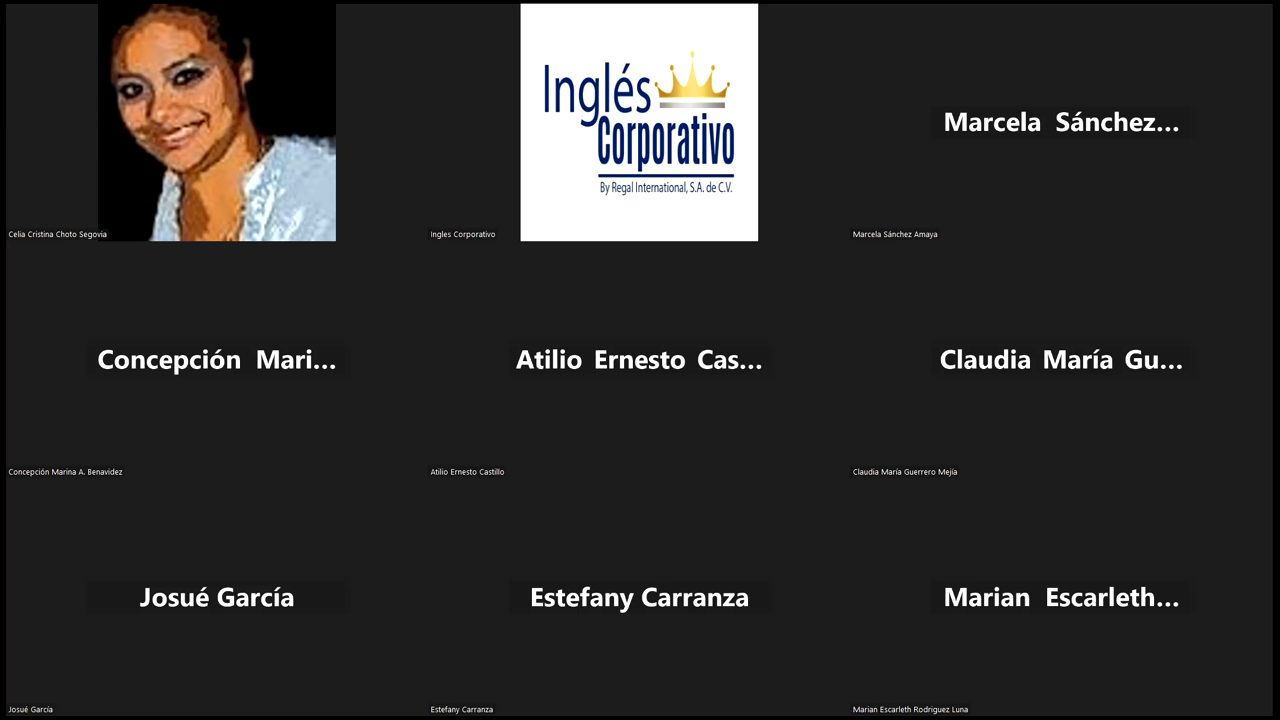 Inglés
Corporativo
By Regal International, S.A. de C.V.
Marcela Sánchez...
Celia Cristina Choto Segovia
Ingles Corporativo
Marcela Sánchez Amaya
Concepción Mari...
Atilio Ernesto Cas...
Claudia María Gu...
Concepción Marina A. Benavidez
Atilio Ernesto Castillo
Claudia María Guerrero Mejía
Josué García
Estefany Carranza
Marian Escarleth...
Josué García
Estefany Carranza
Marian Escarleth Rodriguez Luna